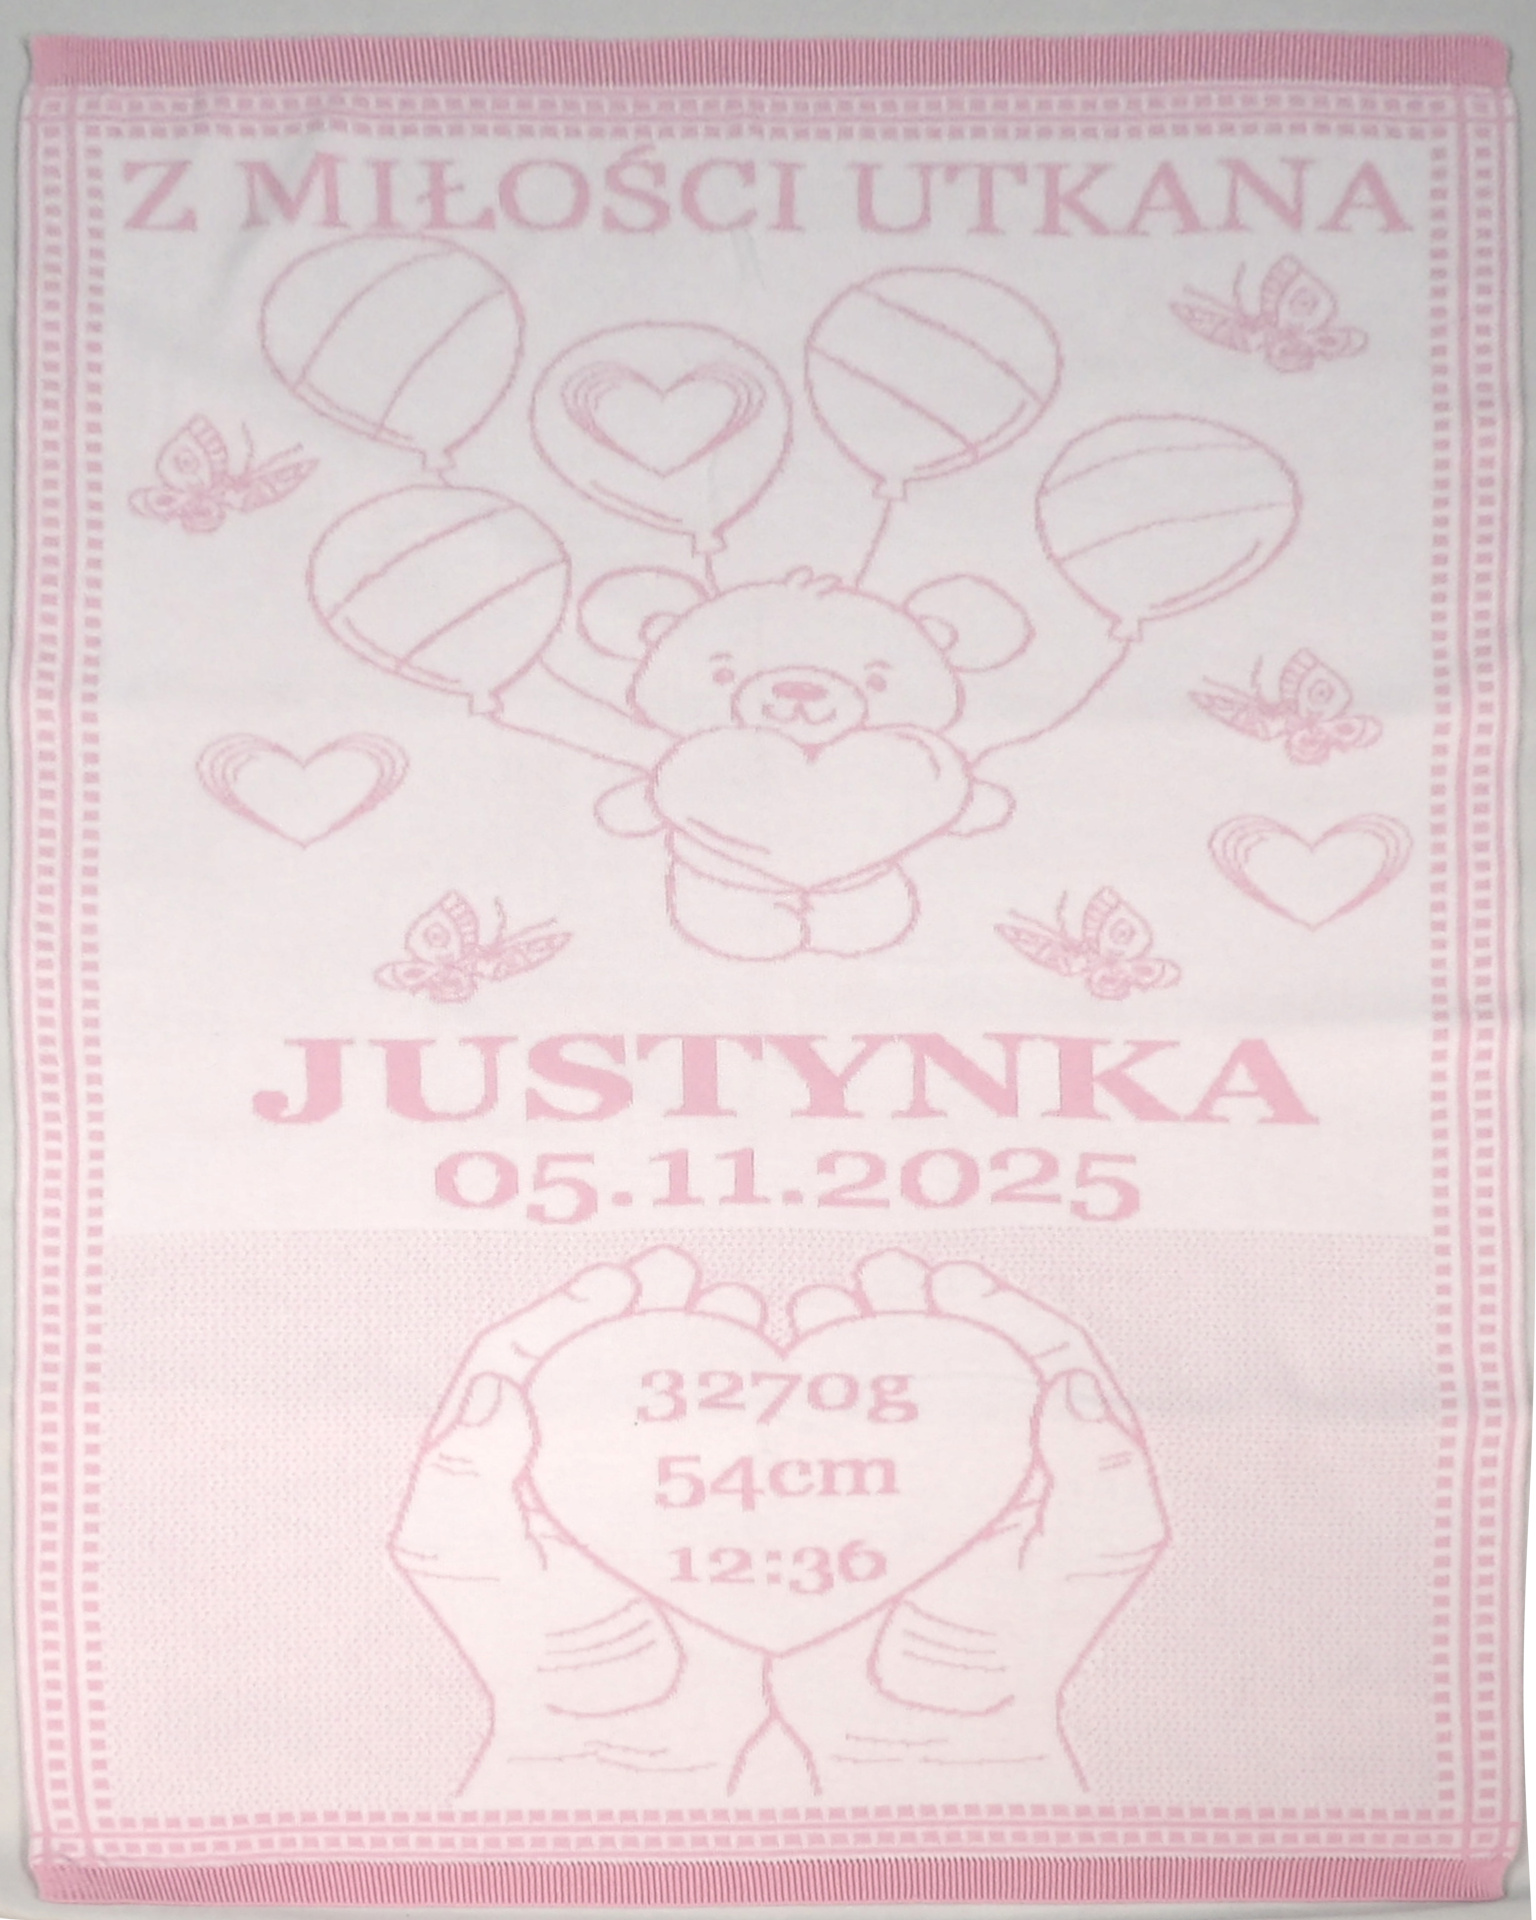 Z MIŁOŚCI UTKANA
JUSTYNKA
05.11.2025
3270g
54cm
12:36